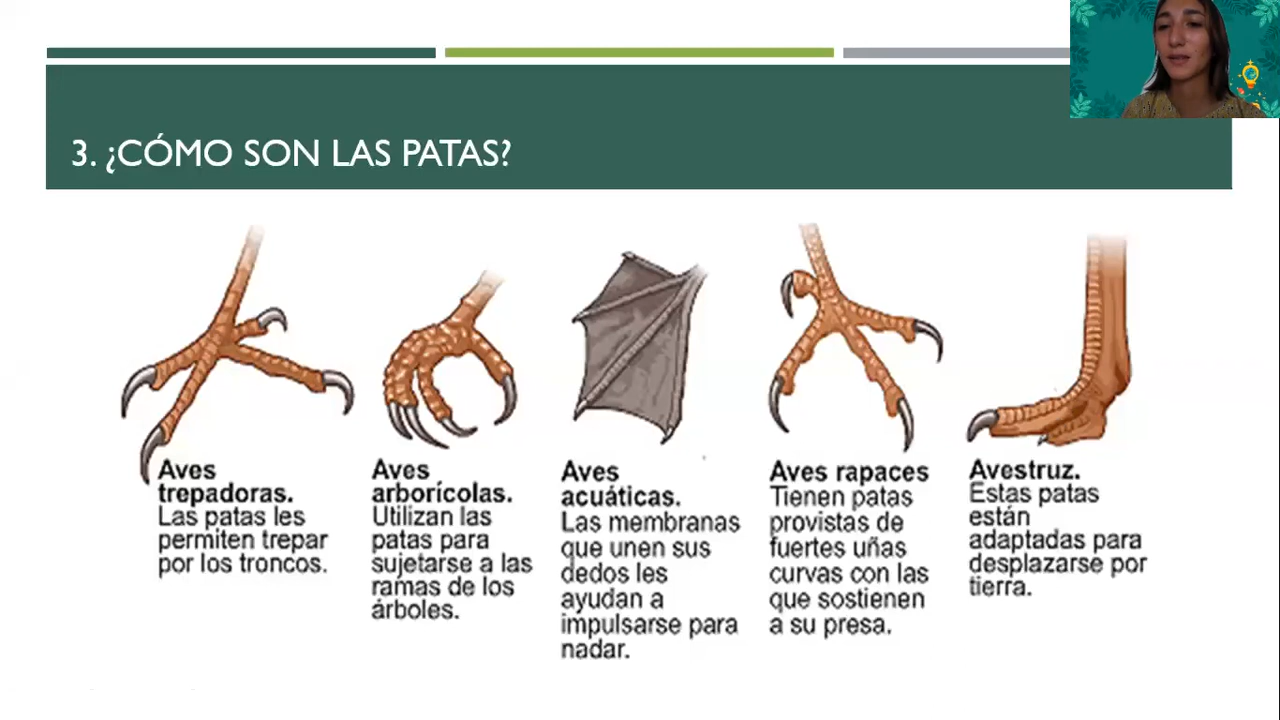 3. ¿CÓMO SON LAS PATAS?
Aves
trepadoras.
Las patas les
permiten trepar
por los troncos.
Aves
arborícolas.
Utilizan las
patas para
sujetarse a las
ramas de los
árboles.
Aves
acuáticas.
Las membranas
que unen sus
dedos les
ayudan a
impulsarse para
nadar.
Aves rapaces
Tienen patas
provistas de
fuertes uñas
curvas con las
que sostienen
a su presa.
Avestruz.
Estas patas
están
adaptadas para
desplazarse por
tierra.